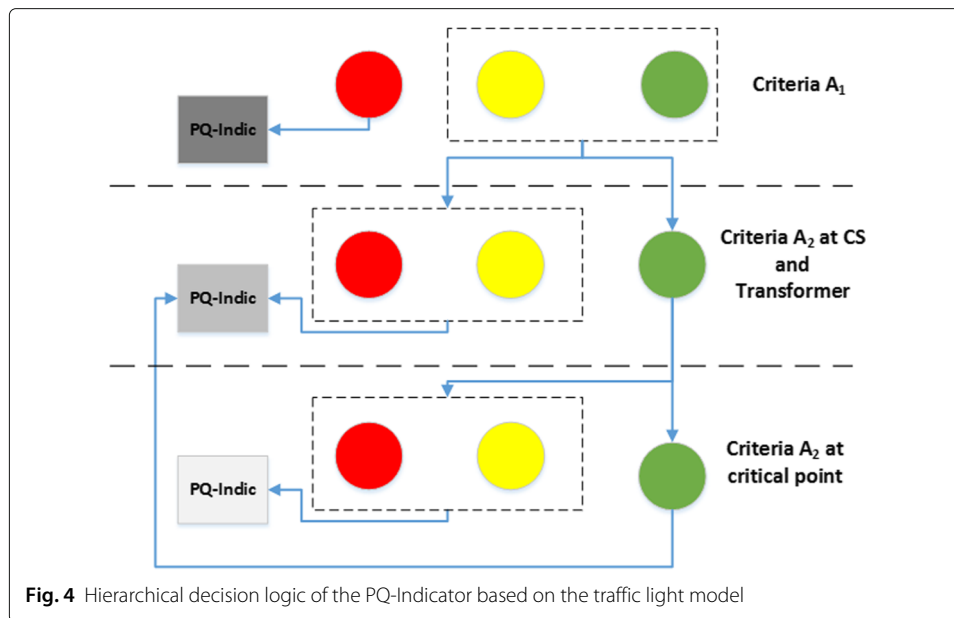 Criteria A₁
PQ-Indic
Criteria A₂ at CS
and
Transformer
PQ-Indic
Criteria A₂ at
critical point
PQ-Indic
Fig. 4 Hierarchical decision logic of the PQ-Indicator based on the traffic light model